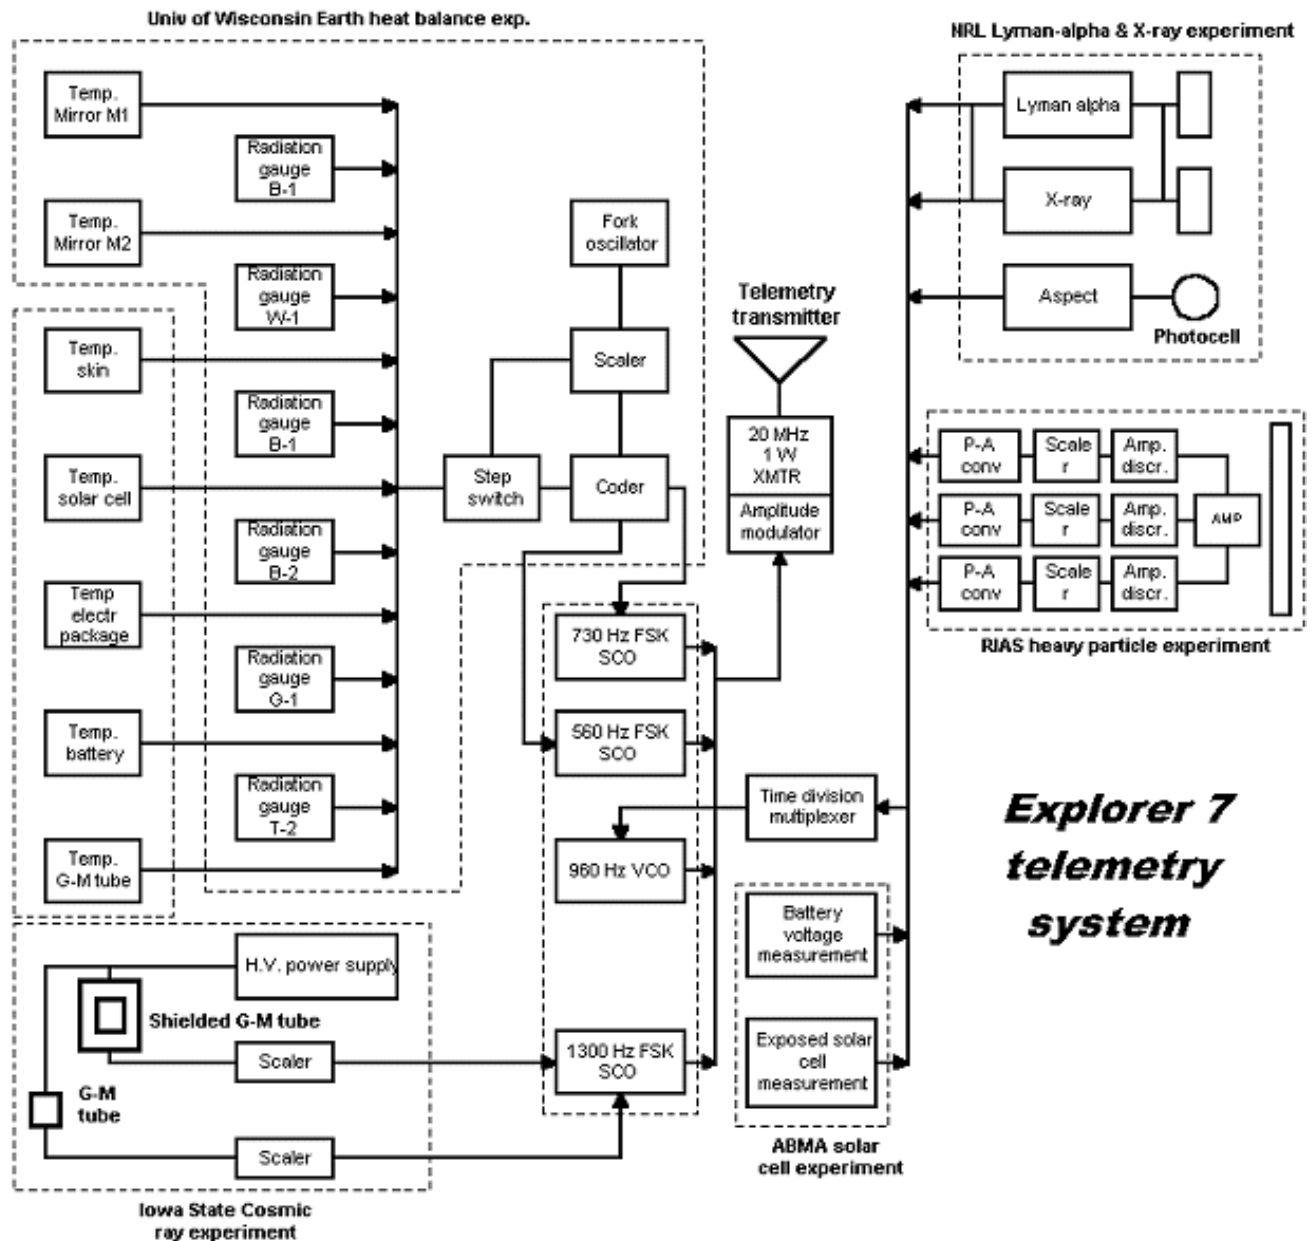 Univ of Wisconsin Earth heat balance exp.
Temp.
Mirror M1
Radiation
gauge
B-1
Temp.
Mirror M2
Radiation
gauge
W-1
Temp.
skin
Radiation
gauge
B-1
Temp.
solar cell
Radiation
gauge
B-2
Temp
electr
package
Radiation
gauge
G-1
Temp.
battery
Radiation
gauge
T-2
Temp.
G-M tube
Fork
oscillator
Scaler
Step
switch
Coder
Telemetry
transmitter
20 MHz
1 W
XMTR
Amplitude
modulator
730 Hz FSK
SCO
560 Hz FSK
SCO
960 Hz VCO
1300 Hz FSK
SCO
Time division
multiplexer
Battery
voltage
measurement
Exposed solar
cell
measurement
ABMA solar
cell experiment
H.V. power supply
Shielded G-M tube
Scaler
G-M
tube
Scaler
Iowa State Cosmic
ray experiment
NRL Lyman-alpha & X-ray experiment
Lyman alpha
X-ray
Aspect
Photocell
P-A
conv
Scale
r
Amp.
discr.
P-A
conv
Scale
r
Amp.
discr.
AMP
P-A
conv
Scale
r
Amp.
discr.
RIAS heavy particle experiment
Explorer 7
telemetry
system